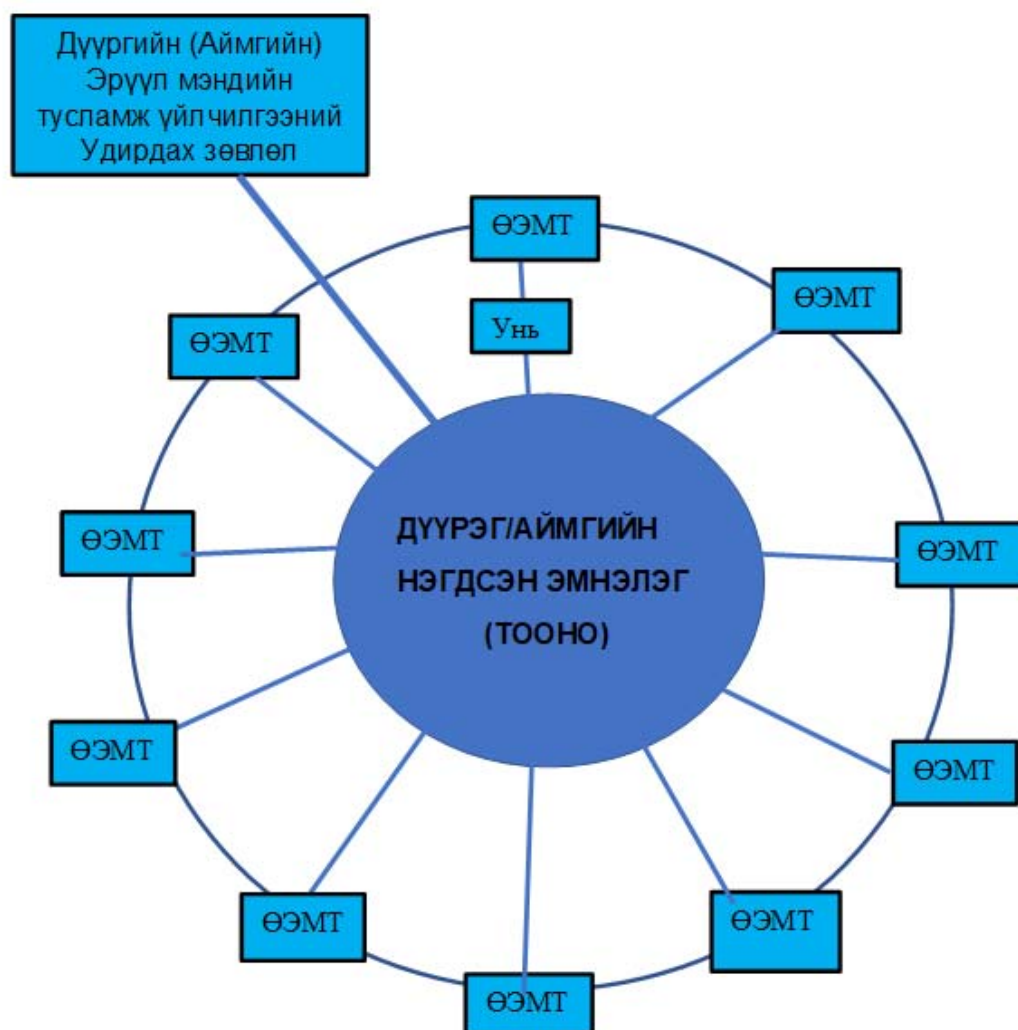 Дүүргийн (Аймгийн)
Эрүүл мэндийн
тусламж үйлчилгээний
Удирдах зөвлөл
ӨЭМТ
ӨЭМТ
Унь
ӨЭМТ
ДҮҮРЭГ/АЙМГИЙН
НЭГДСЭН ЭМНЭЛЭГ
(ТООНО)
ӨЭМТ
ӨЭМТ
ӨЭМТ
ӨЭМТ
ӨЭМТ
ӨЭМТ
ӨЭМТ